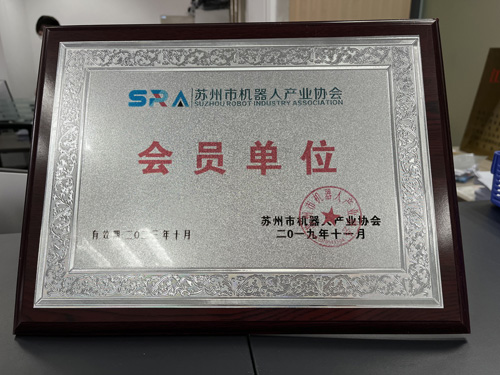 SRA 苏州市机器人产业协会
SUZHOU ROBOT INDUSTRY ASSOCIATION
会员单位
苏州市机器人产业协会
二〇一九年十一月